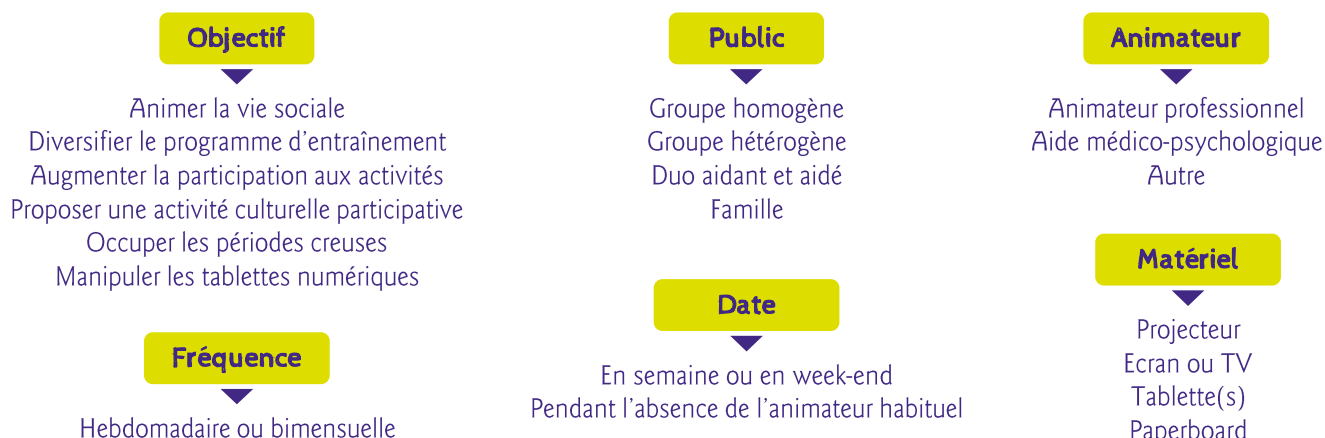 Objectif
Animer la vie sociale
Diversifier le programme d'entraînement
Augmenter la participation aux activités
Proposer une activité culturelle participative
Occuper les périodes creuses
Manipuler les tablettes numériques
Fréquence
Hebdomadaire ou bimensuelle
Public
Groupe homogène
Groupe hétérogène
Duo aidant et aidé
Famille
Date
En semaine ou en week-end
Pendant l'absence de l'animateur habituel
Animateur
Animateur professionnel
Aide médico-psychologique
Autre
Matériel
Projecteur
Ecran ou TV
Tablette(s)
Paperboard